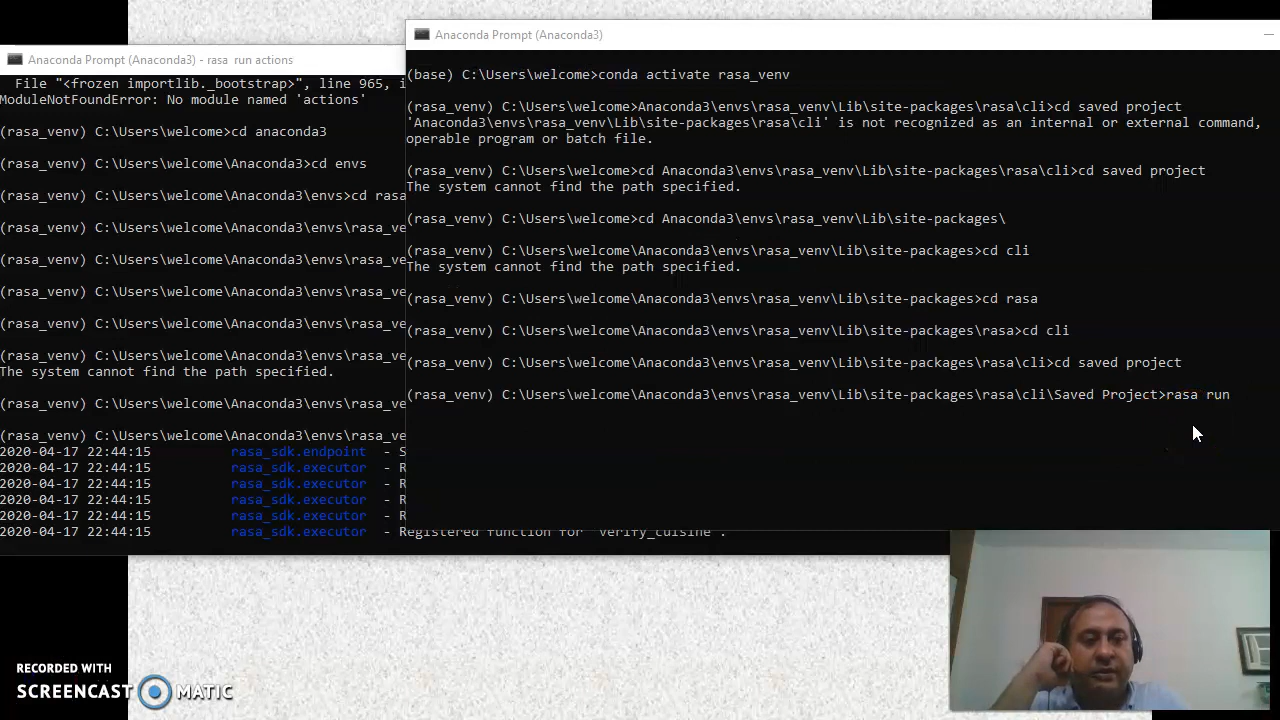 Anaconda Prompt (Anaconda3) - rasa run actions
File "<frozen importlib._bootstrap>", line 965, i
ModuleNotFoundError: No module named 'actions'
(rasa_venv) C:\Users\welcome>cd anaconda3
(rasa_venv) C:\Users\welcome\Anaconda3>cd envs
(rasa_venv) C:\Users\welcome\Anaconda3\envs>cd rasa
(rasa_venv) C:\Users\welcome\Anaconda3\envs\rasa_ve
(rasa_venv) C:\Users\welcome\Anaconda3\envs\rasa_ve
(rasa_venv) C:\Users\welcome\Anaconda3\envs\rasa_ve
(rasa_venv) C:\Users\welcome\Anaconda3\envs\rasa_ve
(rasa_venv) C:\Users\welcome\Anaconda3\envs\rasa_ve
The system cannot find the path specified.
(rasa_venv) C:\Users\welcome\Anaconda3\envs\rasa_ve
(rasa_venv) C:\Users\welcome\Anaconda3\envs\rasa_ve
2020-04-17 22:44:15 rasa_sdk.endpoint - S
2020-04-17 22:44:15 rasa_sdk.executor - R
2020-04-17 22:44:15 rasa_sdk.executor - R
2020-04-17 22:44:15 rasa_sdk.executor - R
2020-04-17 22:44:15 rasa_sdk.executor - R
2020-04-17 22:44:15 rasa_sdk.executor - Registered function for 'verify_cuisine'.
Anaconda Prompt (Anaconda3)
(base) C:\Users\welcome>conda activate rasa_venv
(rasa_venv) C:\Users\welcome>Anaconda3\envs\rasa_venv\Lib\site-packages\rasa\cli>cd saved project
'Anaconda3\envs\rasa_venv\Lib\site-packages\rasa\cli' is not recognized as an internal or external command,
operable program or batch file.
(rasa_venv) C:\Users\welcome>cd Anaconda3\envs\rasa_venv\Lib\site-packages\rasa\cli>cd saved project
The system cannot find the path specified.
(rasa_venv) C:\Users\welcome>cd Anaconda3\envs\rasa_venv\Lib\site-packages\
(rasa_venv) C:\Users\welcome\Anaconda3\envs\rasa_venv\Lib\site-packages>cd cli
The system cannot find the path specified.
(rasa_venv) C:\Users\welcome\Anaconda3\envs\rasa_venv\Lib\site-packages>cd rasa
(rasa_venv) C:\Users\welcome\Anaconda3\envs\rasa_venv\Lib\site-packages\rasa>cd cli
(rasa_venv) C:\Users\welcome\Anaconda3\envs\rasa_venv\Lib\site-packages\rasa\cli>cd saved project
(rasa_venv) C:\Users\welcome\Anaconda3\envs\rasa_venv\Lib\site-packages\rasa\cli\Saved Project>rasa run
RECORDED WITH
SCREENCAST MATIC